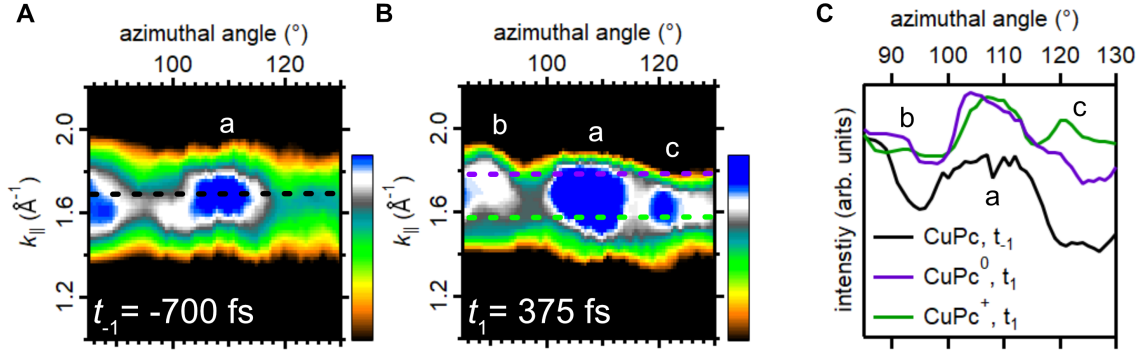 A
azimuthal angle (°)
100 120
2.0
1.6
1.2
k|| (Å-1)
a
t-1= -700 fs
B
azimuthal angle (°)
100 120
2.0
1.6
1.2
k|| (Å-1)
b
a
c
t1= 375 fs
C
azimuthal angle (°)
90 100 110 120 130
intenstiy (arb. units)
b
c
a
CuPc, t-1
CuPc0, t1
CuPc+, t1